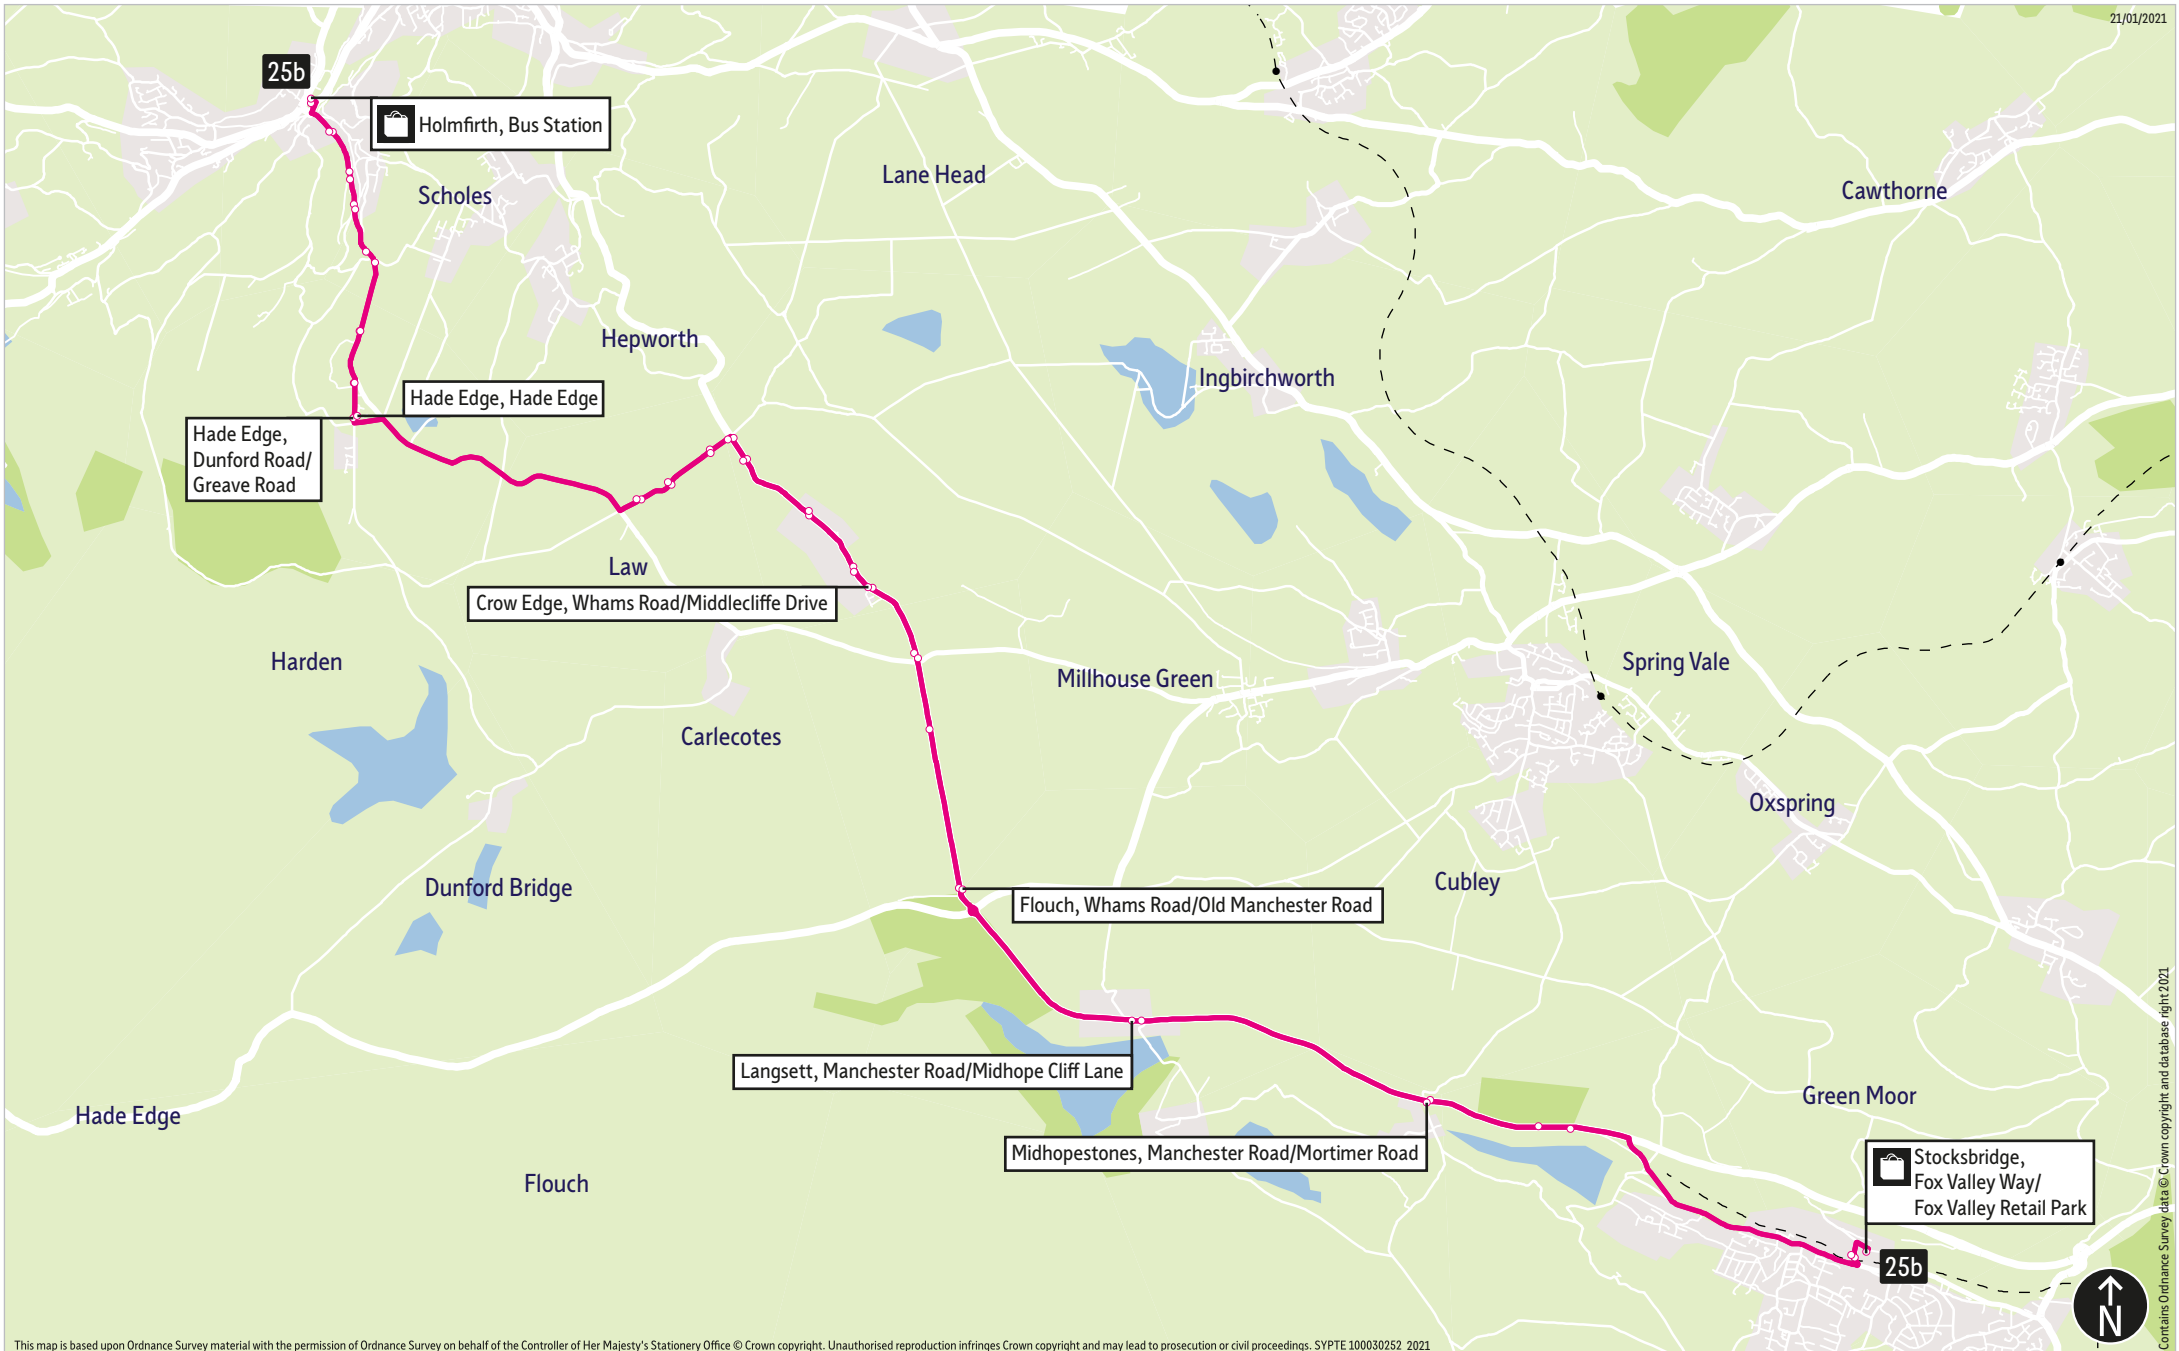 21/01/2021
25b
Holmfirth, Bus Station
Lane Head
Scholes
Cawthorne
Hepworth
Ingbirchworth
Hade Edge, Hade Edge
Hade Edge,
Dunford Road/
Greave Road
Law
Crow Edge, Whams Road/Middlecliffe Drive
Harden
Spring Vale
Millhouse Green
Carlecotes
Oxspring
Cubley
Dunford Bridge
Flouch, Whams Road/Old Manchester Road
Langsett, Manchester Road/Midhope Cliff Lane
Green Moor
Hade Edge
Midhopestones, Manchester Road/Mortimer Road
Stocksbridge,
Fox Valley Way/
Fox Valley Retail Park
Flouch
25b
N
Contains Ordnance Survey data © Crown copyright and database right 2021
This map is based upon Ordnance Survey material with the permission of Ordnance Survey on behalf of the Controller of Her Majesty's Stationery Office © Crown copyright. Unauthorised reproduction infringes Crown copyright and may lead to prosecution or civil proceedings. SYPTE 100030252 2021